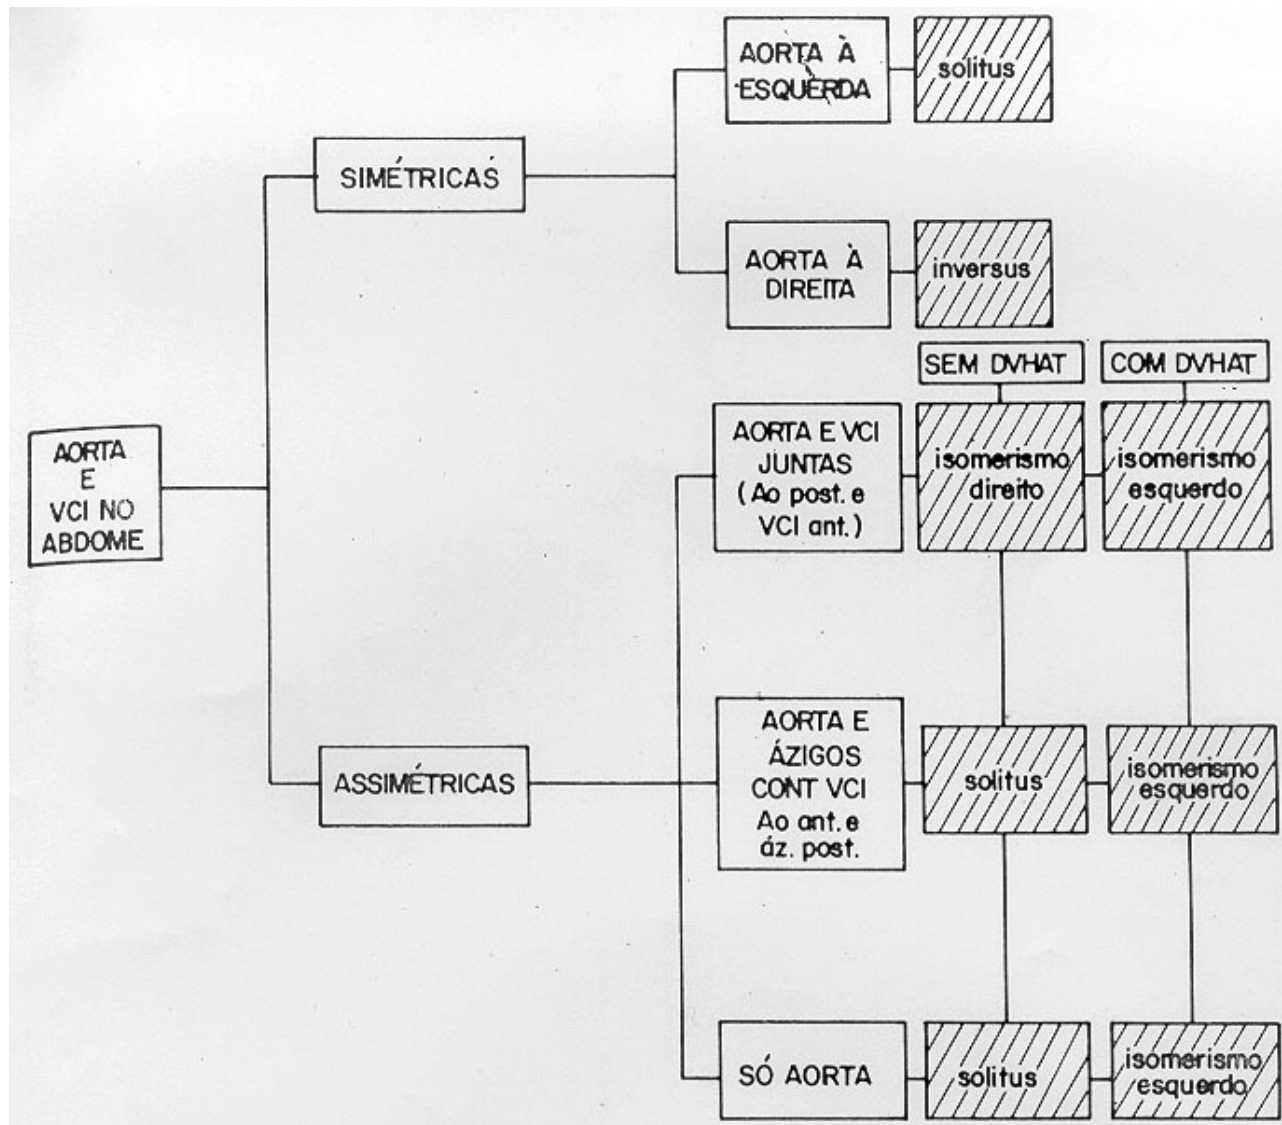 AORTA
E
VCI NO
ABDOME
SIMÉTRICAS
AORTA À
ESQUERDA
solitus
AORTA À
DIREITA
inversus
ASSIMÉTRICAS
SEM DVHAT
COM DVHAT
AORTA E VCI
JUNTAS
(Ao post. e
VCI ant.)
isomerismo
direito
isomerismo
esquerdo
AORTA E
ÁZIGOS
CONT VCI
Ao ant. e
áz. post.
solitus
isomerismo
esquerdo
SÓ AORTA
solitus
isomerismo
esquerdo